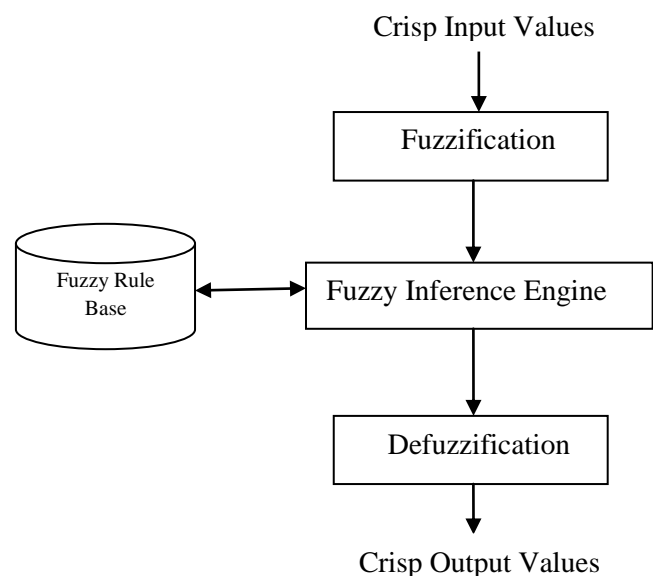 Crisp Input Values
Fuzzification
Fuzzy Rule
Base
Fuzzy Inference Engine
Defuzzification
Crisp Output Values